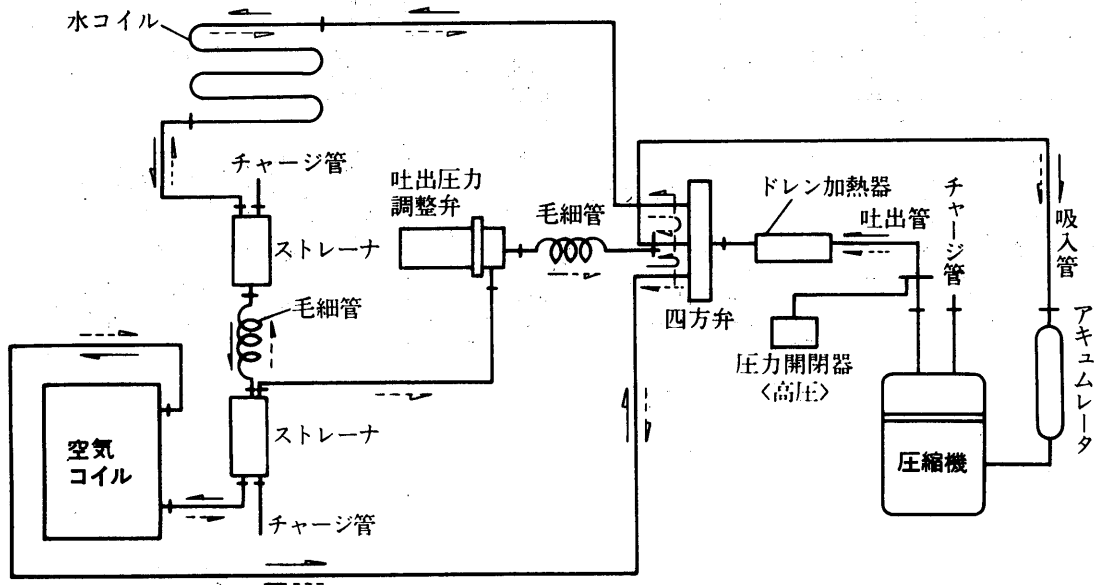 水コイル
チャージ管
ストレーナ
毛細管
ストレーナ
チャージ管
空気
コイル
吐出圧力
調整弁
毛細管
四方弁
ドレン加熱器
吐出管
圧力開閉器
〈高圧〉
チャージ管
吸入管
アキュムレータ
圧縮機